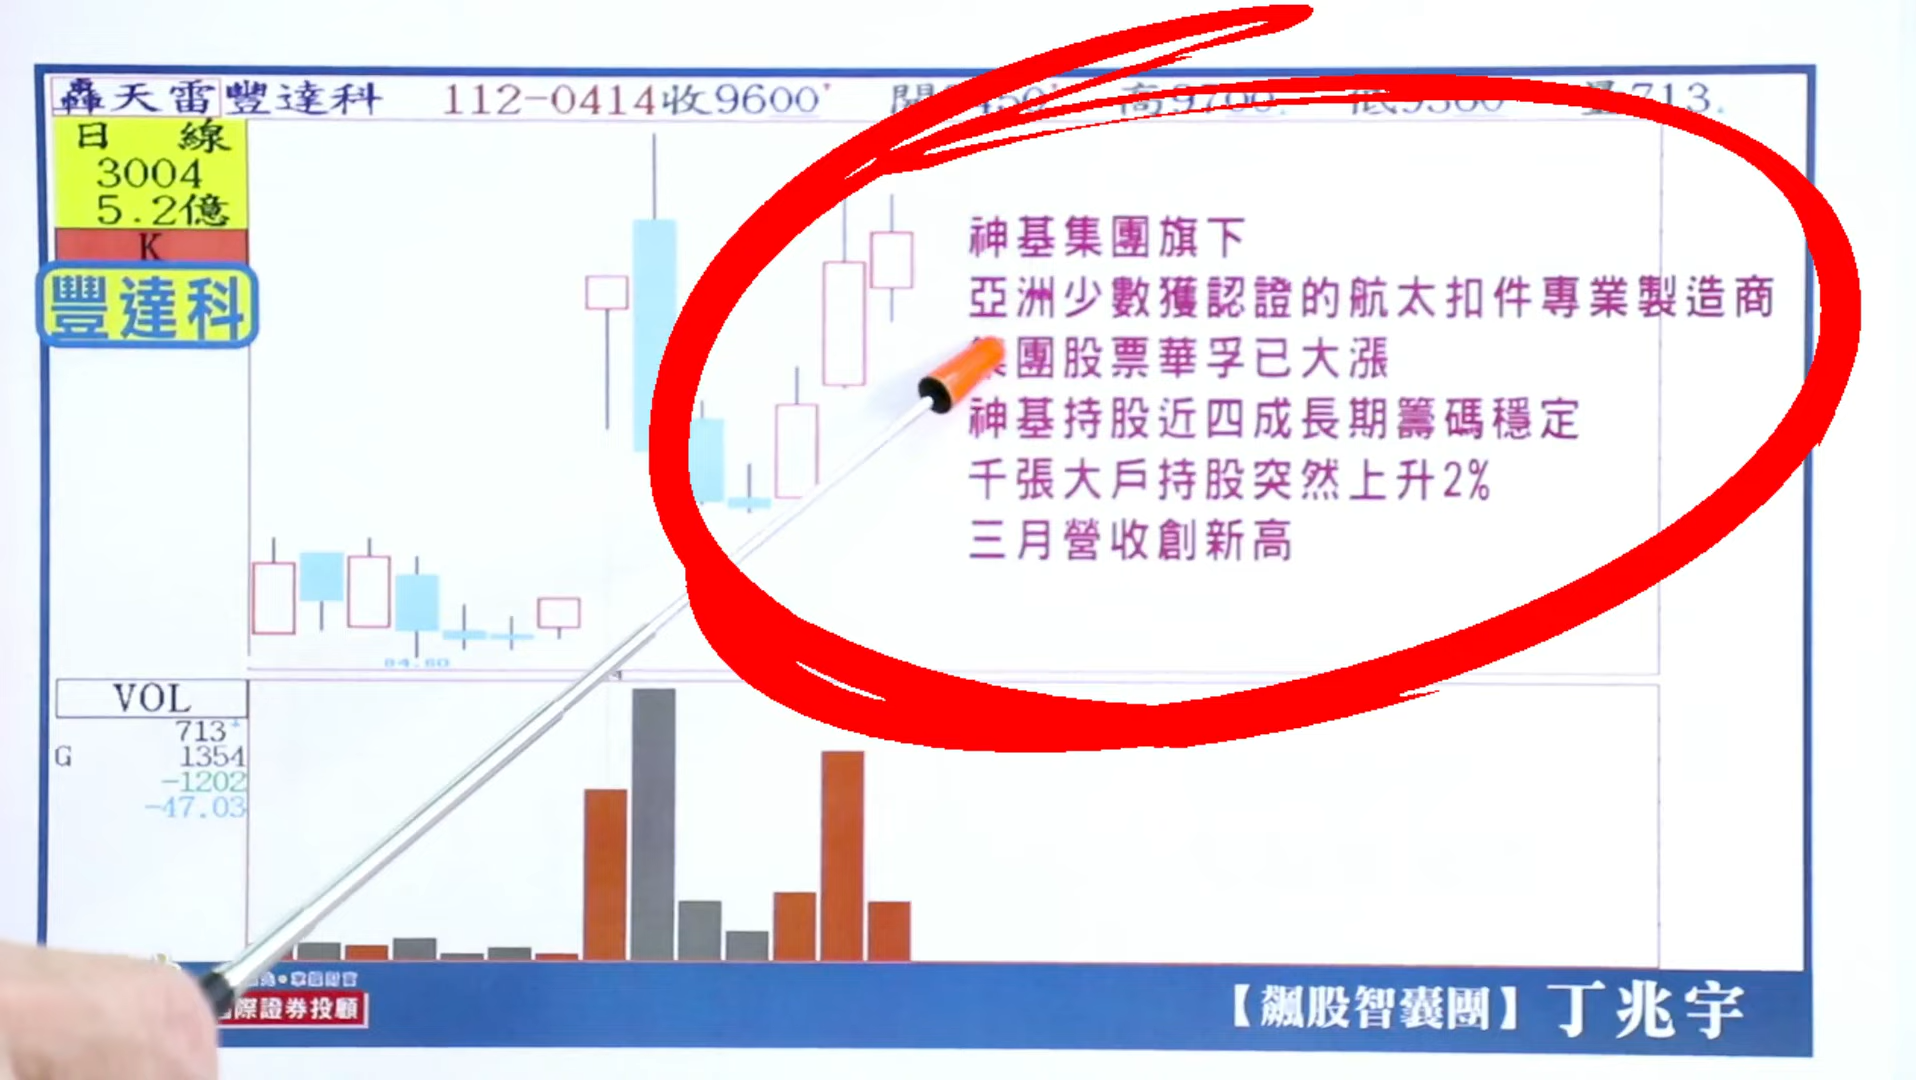 轟天雷豐達科 112-0414收9600' 713.
日 線
3004
5.2億
K
豐達科
神基集團旗下
亞洲少數獲認證的航太扣件專業製造商
集團股票華孚已大漲
神基持股近四成長期籌碼穩定
千張大戶持股突然上升2%
三月營收創新高
84.60
VOL
713
G 1354
-1202
-47.03
際證券投顧
【飆股智囊團】丁兆宇